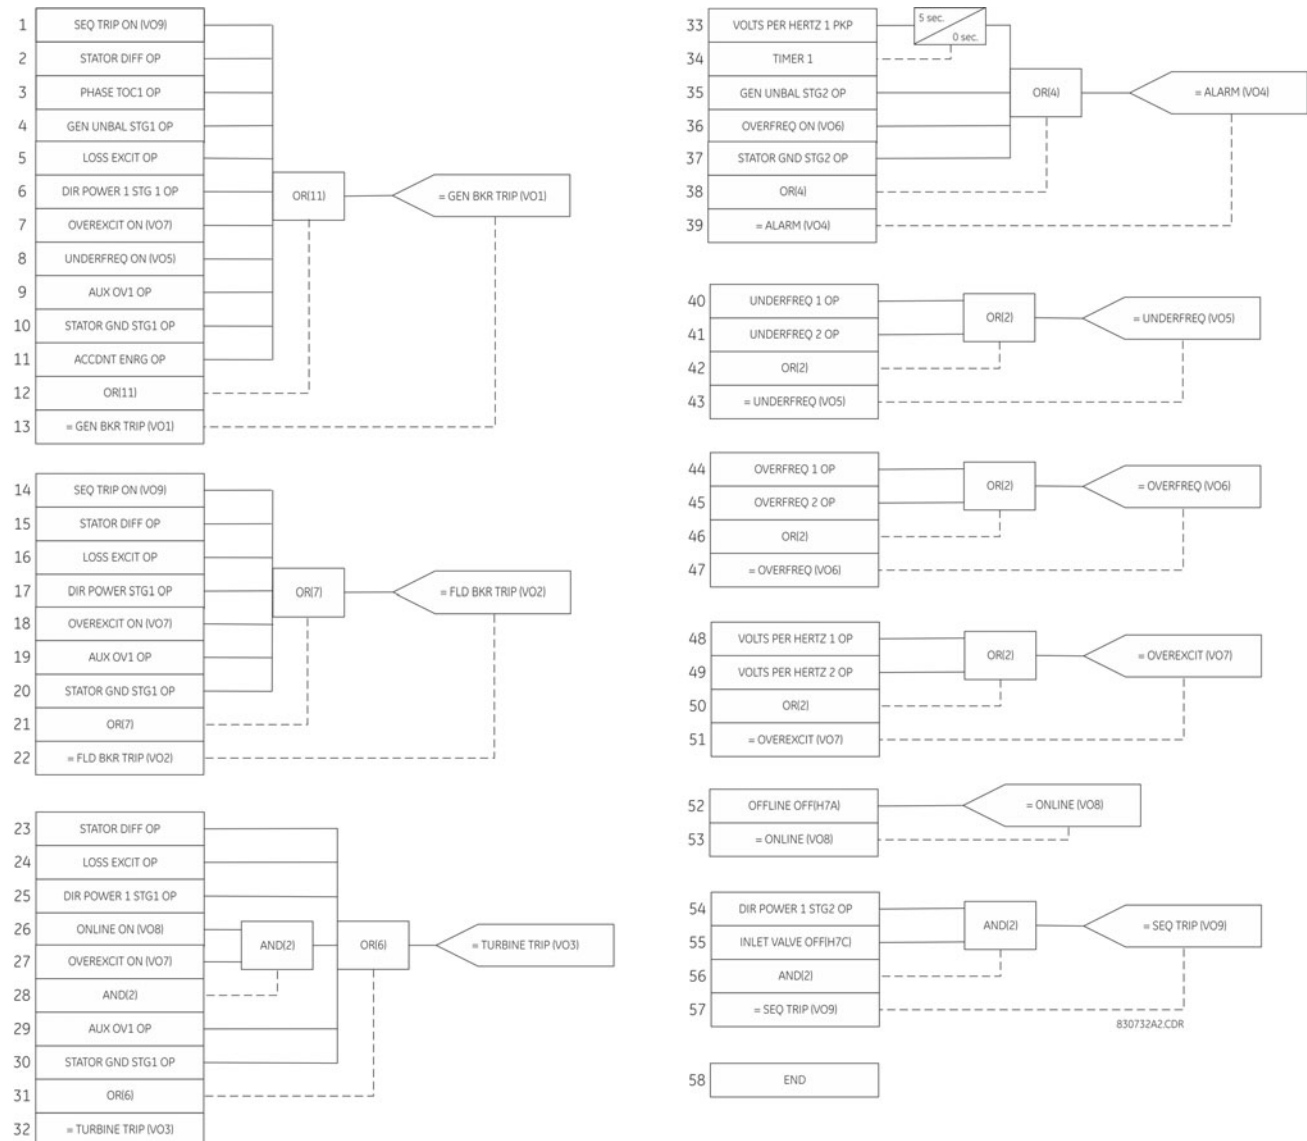 1 SEQ TRIP ON (VO9)
2 STATOR DIFF OP
3 PHASE TOC1 OP
4 GEN UNBAL STG1 OP
5 LOSS EXCIT OP
6 DIR POWER 1 STG 1 OP
7 OVEREXCIT ON (VO7)
8 UNDERFREQ ON (VO5)
9 AUX OV1 OP
10 STATOR GND STG1 OP
11 ACCDNT ENRG OP
12 OR(11)
13 = GEN BKR TRIP (VO1)
OR(11)
= GEN BKR TRIP (VO1)
14 SEQ TRIP ON (VO9)
15 STATOR DIFF OP
16 LOSS EXCIT OP
17 DIR POWER STG1 OP
18 OVEREXCIT ON (VO7)
19 AUX OV1 OP
20 STATOR GND STG1 OP
21 OR(7)
22 = FLD BKR TRIP (VO2)
OR(7)
= FLD BKR TRIP (VO2)
23 STATOR DIFF OP
24 LOSS EXCIT OP
25 DIR POWER 1 STG1 OP
26 ONLINE ON (VO8)
27 OVEREXCIT ON (VO7)
28 AND(2)
29 AUX OV1 OP
30 STATOR GND STG1 OP
31 OR(6)
32 = TURBINE TRIP (VO3)
AND(2)
OR(6)
= TURBINE TRIP (VO3)
33 VOLTS PER HERTZ 1 PKP
34 TIMER 1
35 GEN UNBAL STG2 OP
36 OVERFREQ ON (VO6)
37 STATOR GND STG2 OP
38 OR(4)
39 = ALARM (VO4)
5 sec.
0 sec.
OR(4)
= ALARM (VO4)
40 UNDERFREQ 1 OP
41 UNDERFREQ 2 OP
42 OR(2)
43 = UNDERFREQ (VO5)
OR(2)
= UNDERFREQ (VO5)
44 OVERFREQ 1 OP
45 OVERFREQ 2 OP
46 OR(2)
47 = OVERFREQ (VO6)
OR(2)
= OVERFREQ (VO6)
48 VOLTS PER HERTZ 1 OP
49 VOLTS PER HERTZ 2 OP
50 OR(2)
51 = OVEREXCIT (VO7)
OR(2)
= OVEREXCIT (VO7)
52 OFFLINE OFF(H7A)
53 = ONLINE (VO8)
= ONLINE (VO8)
54 DIR POWER 1 STG2 OP
55 INLET VALVE OFF(H7C)
56 AND(2)
57 = SEQ TRIP (VO9)
AND(2)
= SEQ TRIP (VO9)
830732A2.CDR
58 END